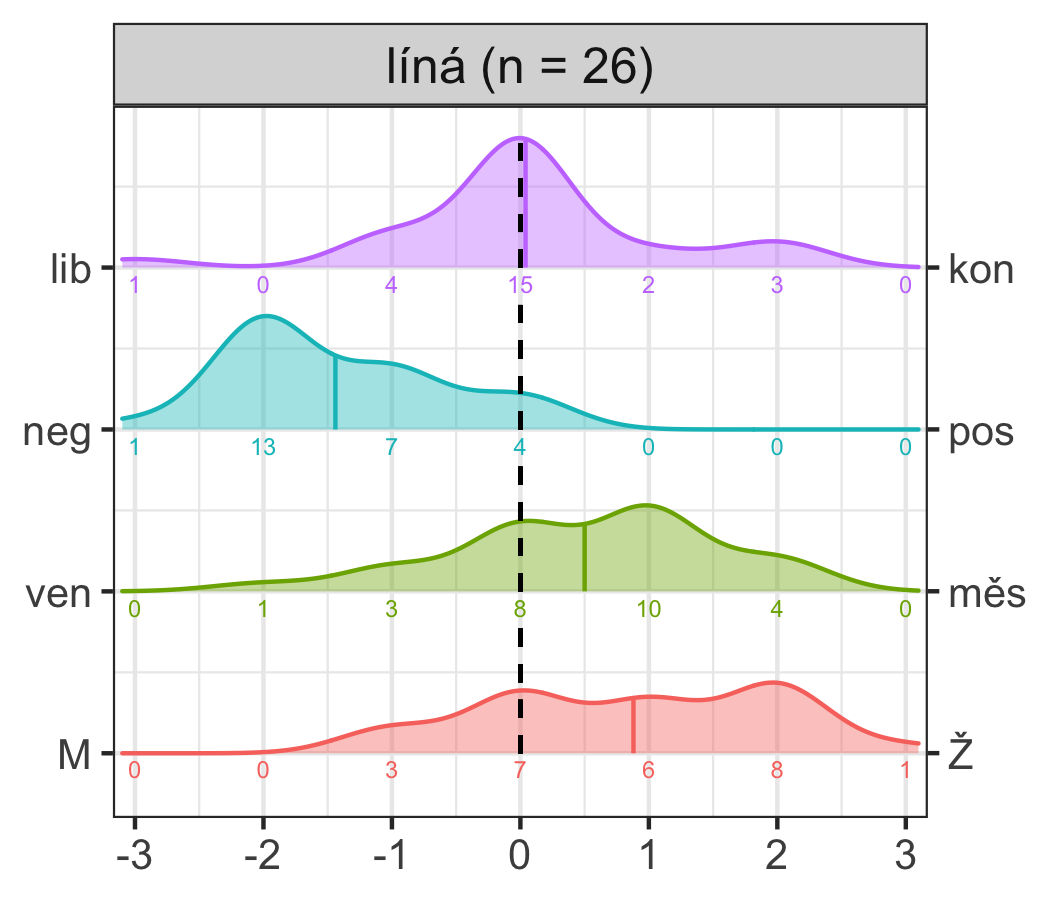 líná (n = 26)
lib kon
1 0 4 15 2 3 0
neg pos
1 13 7 4 0 0 0
ven měs
0 1 3 8 10 4 0
M Ž
0 0 3 7 6 8 1
-3 -2 -1 0 1 2 3